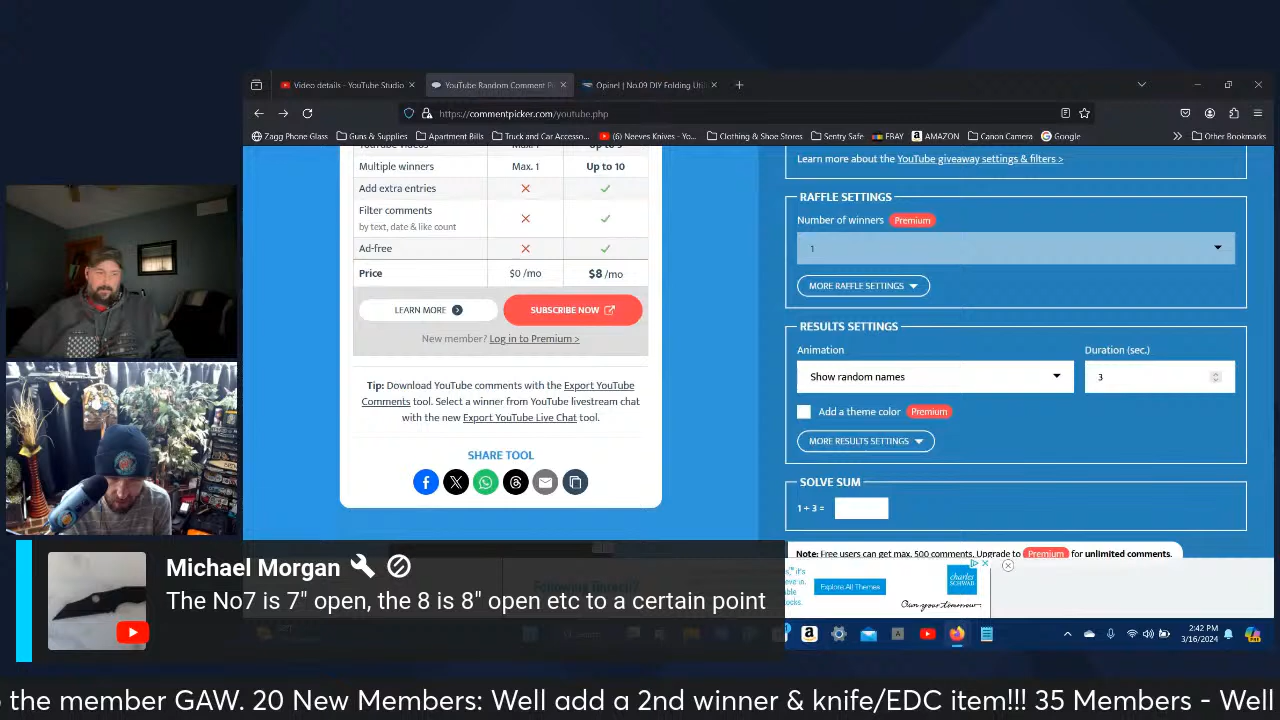 Video details - YouTube Studio
YouTube Random Comment Pi
Opinel | No.09 DIY Folding Uti
https://commentpicker.com/youtube.php
Zagg Phone Glass
Guns & Supplies
Apartment Bills
Truck and Car Accesso...
(6) Neeves Knives - Yo...
Clothing & Shoe Stores
Sentry Safe
EBAY
AMAZON
Canon Camera
Google
Other Bookmarks
Multiple winners Max. 1 Up to 10
Add extra entries
Filter comments
by text, date & like count
Ad-free
Price $0 /mo $8 /mo
LEARN MORE
SUBSCRIBE NOW
New member? Log in to Premium >
Tip: Download YouTube comments with the Export YouTube
Comments tool. Select a winner from YouTube livestream chat
with the new Export YouTube Live Chat tool.
SHARE TOOL
Learn more about the YouTube giveaway settings & filters >
RAFFLE SETTINGS
Number of winners Premium
1
MORE RAFFLE SETTINGS
RESULTS SETTINGS
Animation Duration (sec.)
Show random names 3
Add a theme color Premium
MORE RESULTS SETTINGS
SOLVE SUM
1 + 3 =
Note: Free users can get max. 500 comments. Upgrade to Premium for unlimited comments.
Explore All Themes
charles
SCHWAB
Own your tomorrow.
2:42 PM
3/16/2024
Michael Morgan
The No7 is 7" open, the 8 is 8" open etc to a certain point
the member GAW. 20 New Members: Well add a 2nd winner & knife/EDC item!!! 35 Members - Well